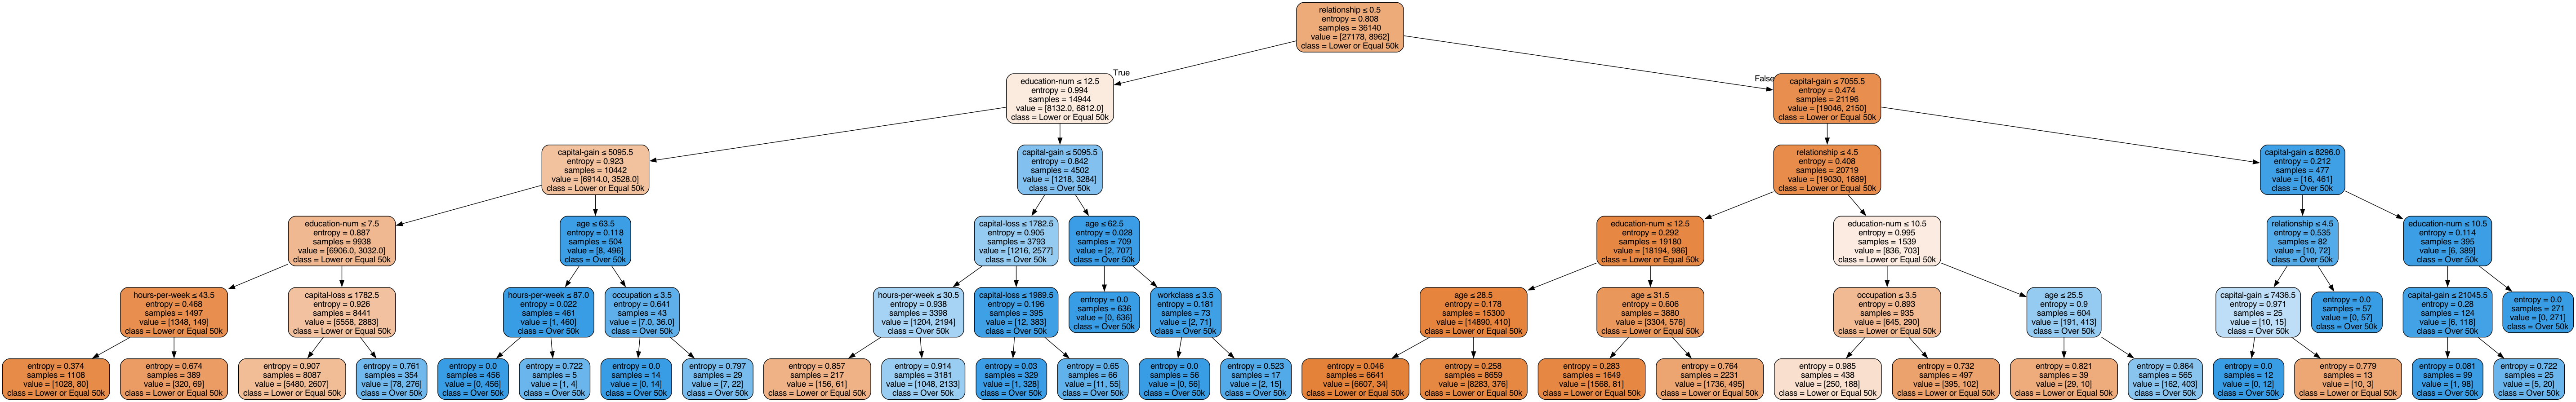 relationship ≤ 0.5
entropy = 0.808
samples = 36140
value = [27178, 8962]
class = Lower or Equal 50k
True
False
education-num ≤ 12.5
entropy = 0.994
samples = 14944
value = [8132.0, 6812.0]
class = Lower or Equal 50k
capital-gain ≤ 7055.5
entropy = 0.474
samples = 21196
value = [19046, 2150]
class = Lower or Equal 50k
capital-gain ≤ 5095.5
entropy = 0.923
samples = 10442
value = [6914.0, 3528.0]
class = Lower or Equal 50k
capital-gain ≤ 5095.5
entropy = 0.842
samples = 4502
value = [1218, 3284]
class = Over 50k
relationship ≤ 4.5
entropy = 0.408
samples = 20719
value = [19030, 1689]
class = Lower or Equal 50k
capital-gain ≤ 8296.0
entropy = 0.212
samples = 477
value = [16, 461]
class = Over 50k
education-num ≤ 7.5
entropy = 0.887
samples = 9938
value = [6906.0, 3032.0]
class = Lower or Equal 50k
age ≤ 63.5
entropy = 0.118
samples = 504
value = [8, 496]
class = Over 50k
capital-loss ≤ 1782.5
entropy = 0.905
samples = 3793
value = [1216, 2577]
class = Over 50k
age ≤ 62.5
entropy = 0.028
samples = 709
value = [2, 707]
class = Over 50k
education-num ≤ 12.5
entropy = 0.292
samples = 19180
value = [18194, 986]
class = Lower or Equal 50k
education-num ≤ 10.5
entropy = 0.995
samples = 1539
value = [836, 703]
class = Lower or Equal 50k
relationship ≤ 4.5
entropy = 0.535
samples = 82
value = [10, 72]
class = Over 50k
education-num ≤ 10.5
entropy = 0.114
samples = 395
value = [6, 389]
class = Over 50k
hours-per-week ≤ 43.5
entropy = 0.468
samples = 1497
value = [1348, 149]
class = Lower or Equal 50k
capital-loss ≤ 1782.5
entropy = 0.926
samples = 8441
value = [5558, 2883]
class = Lower or Equal 50k
hours-per-week ≤ 87.0
entropy = 0.022
samples = 461
value = [1, 460]
class = Over 50k
occupation ≤ 3.5
entropy = 0.641
samples = 43
value = [7.0, 36.0]
class = Over 50k
hours-per-week ≤ 30.5
entropy = 0.938
samples = 3398
value = [1204, 2194]
class = Over 50k
capital-loss ≤ 1989.5
entropy = 0.196
samples = 395
value = [12, 383]
class = Over 50k
entropy = 0.0
samples = 636
value = [0, 636]
class = Over 50k
workclass ≤ 3.5
entropy = 0.181
samples = 73
value = [2, 71]
class = Over 50k
age ≤ 28.5
entropy = 0.178
samples = 15300
value = [14890, 410]
class = Lower or Equal 50k
age ≤ 31.5
entropy = 0.606
samples = 3880
value = [3304, 576]
class = Lower or Equal 50k
occupation ≤ 3.5
entropy = 0.893
samples = 935
value = [645, 290]
class = Lower or Equal 50k
age ≤ 25.5
entropy = 0.9
samples = 604
value = [191, 413]
class = Over 50k
capital-gain ≤ 7436.5
entropy = 0.971
samples = 25
value = [10, 15]
class = Over 50k
entropy = 0.0
samples = 57
value = [0, 57]
class = Over 50k
capital-gain ≤ 21045.5
entropy = 0.28
samples = 124
value = [6, 118]
class = Over 50k
entropy = 0.0
samples = 271
value = [0, 271]
class = Over 50k
entropy = 0.374
samples = 1108
value = [1028, 80]
class = Lower or Equal 50k
entropy = 0.674
samples = 389
value = [320, 69]
class = Lower or Equal 50k
entropy = 0.907
samples = 8087
value = [5480, 2607]
class = Lower or Equal 50k
entropy = 0.761
samples = 354
value = [78, 276]
class = Over 50k
entropy = 0.0
samples = 456
value = [0, 456]
class = Over 50k
entropy = 0.722
samples = 5
value = [1, 4]
class = Over 50k
entropy = 0.0
samples = 14
value = [0, 14]
class = Over 50k
entropy = 0.797
samples = 29
value = [7, 22]
class = Over 50k
entropy = 0.857
samples = 217
value = [156, 61]
class = Lower or Equal 50k
entropy = 0.914
samples = 3181
value = [1048, 2133]
class = Over 50k
entropy = 0.03
samples = 329
value = [1, 328]
class = Over 50k
entropy = 0.65
samples = 66
value = [11, 55]
class = Over 50k
entropy = 0.0
samples = 56
value = [0, 56]
class = Over 50k
entropy = 0.523
samples = 17
value = [2, 15]
class = Over 50k
entropy = 0.046
samples = 6641
value = [6607, 34]
class = Lower or Equal 50k
entropy = 0.258
samples = 8659
value = [8283, 376]
class = Lower or Equal 50k
entropy = 0.283
samples = 1649
value = [1568, 81]
class = Lower or Equal 50k
entropy = 0.764
samples = 2231
value = [1736, 495]
class = Lower or Equal 50k
entropy = 0.985
samples = 438
value = [250, 188]
class = Lower or Equal 50k
entropy = 0.732
samples = 497
value = [395, 102]
class = Lower or Equal 50k
entropy = 0.821
samples = 39
value = [29, 10]
class = Lower or Equal 50k
entropy = 0.864
samples = 565
value = [162, 403]
class = Over 50k
entropy = 0.0
samples = 12
value = [0, 12]
class = Over 50k
entropy = 0.779
samples = 13
value = [10, 3]
class = Lower or Equal 50k
entropy = 0.081
samples = 99
value = [1, 98]
class = Over 50k
entropy = 0.722
samples = 25
value = [5, 20]
class = Over 50k